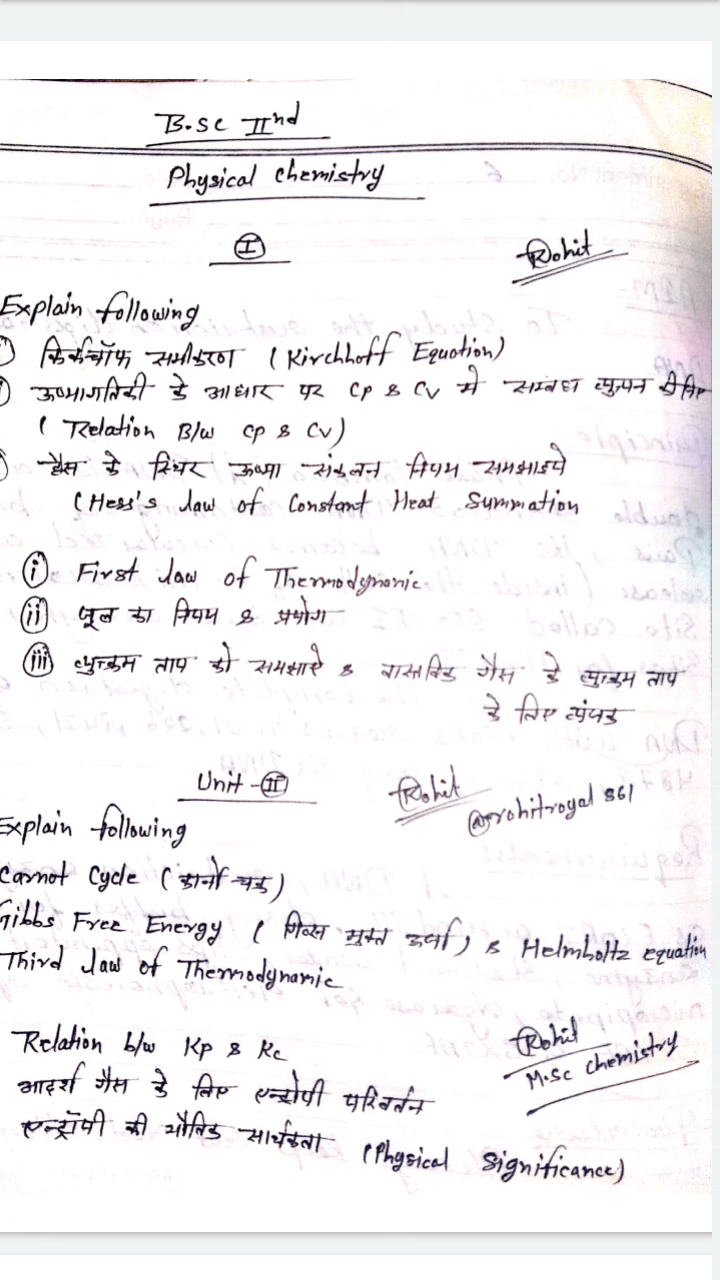 B.sc IInd
Physical Chemistry
I
Rohit
Explain following
किर्कचॉफ समीकरण ( Kirchhoff Equation)
ऊष्मागतिकी के आधार पर Cp & Cv में सम्बंध व्युत्पन
( Relation B/w Cp & Cv)
हैस के स्थिर ऊष्मा संकलन नियम समझाइये
(Hess's law of Constant Heat Summation
i First law of Thermodynamic
ii जूल का नियम & प्रयोग
iii व्युत्क्रम ताप को समझाऐ & वास्तविक गैस के व्युत्क्रम ताप
के लिए व्यंजक
Unit - II
Rohit
@rohitroyal861
Explain following
Carnot Cycle (कार्नो चक्र)
Gibbs Free Energy ( गिब्स मुक्त ऊर्जा) & Helmholtz equation
Third law of Thermodynamic
Rohit
M.sc chemistry
Relation b/w Kp & Kc
आदर्श गैस के लिए एन्ट्रोपी परिवर्तन
एन्ट्रॉपी की भौतिक सार्थकता (Physical Significance)